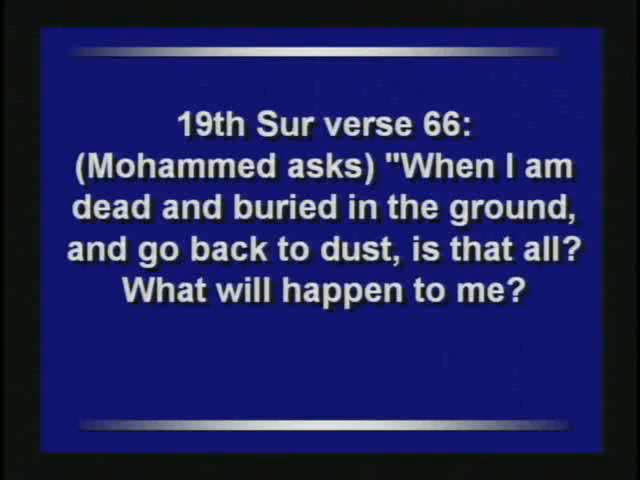 19th Sur verse 66:
(Mohammed asks) "When I am
dead and buried in the ground,
and go back to dust, is that all?
What will happen to me?